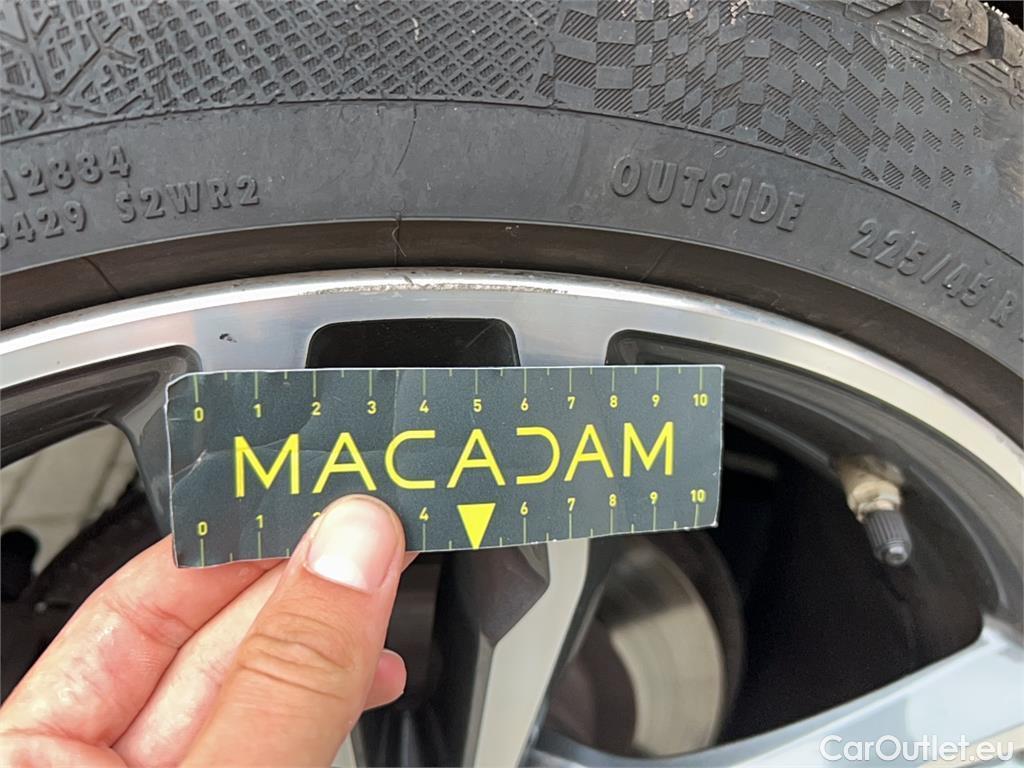 12884
429 S2WR2
OUTSIDE
225/45 R
0 1 2 3 4 5 6 7 8 9 10
MACADAM
0 1 4 6 7 8 9 10
CarOutlet.eu